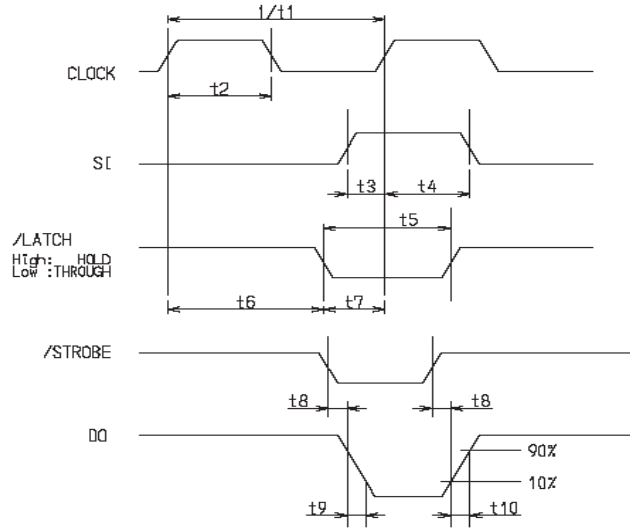 1/t1
CLOCK
t2
SI
t3 t4
t5
/LATCH
High: HOLD
Low :THROUGH
t6 t7
/STROBE
t8 t8
DO
90%
10%
t9 t10